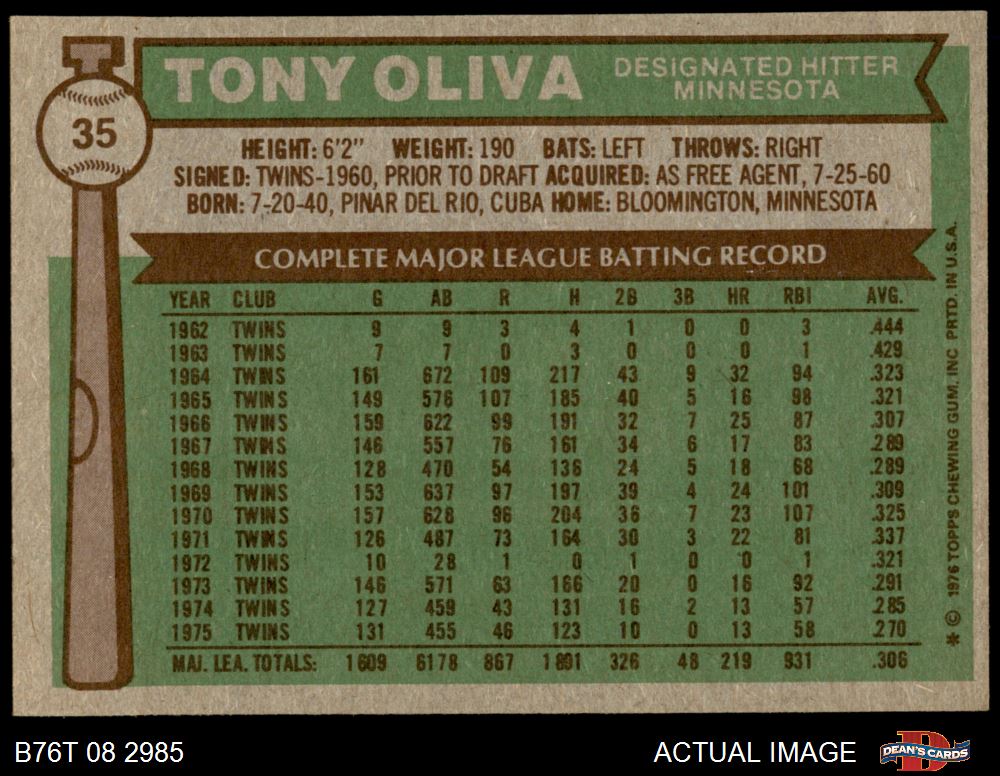 35
TONY OLIVA
DESIGNATED HITTER
MINNESOTA
HEIGHT: 6'2" WEIGHT: 190 BATS: LEFT THROWS: RIGHT
SIGNED: TWINS-1960, PRIOR TO DRAFT ACQUIRED: AS FREE AGENT, 7-25-60
BORN: 7-20-40, PINAR DEL RIO, CUBA HOME: BLOOMINGTON, MINNESOTA
COMPLETE MAJOR LEAGUE BATTING RECORD
YEAR CLUB G AB R H 2B 3B HR RBI AVG.
1962 TWINS 9 9 3 4 1 0 0 3 .444
1963 TWINS 7 7 0 3 0 0 0 1 .429
1964 TWINS 161 672 109 217 43 9 32 94 .323
1965 TWINS 149 576 107 185 40 5 16 98 .321
1966 TWINS 159 622 99 191 32 7 25 87 .307
1967 TWINS 146 557 76 161 34 6 17 83 .289
1968 TWINS 128 470 54 136 24 5 18 68 .289
1969 TWINS 153 637 97 197 39 4 24 101 .309
1970 TWINS 157 628 96 204 36 7 23 107 .325
1971 TWINS 126 487 73 164 30 3 22 81 .337
1972 TWINS 10 28 1 0 1 0 0 1 .321
1973 TWINS 146 571 63 166 20 0 16 92 .291
1974 TWINS 127 459 43 131 16 2 13 57 .285
1975 TWINS 131 455 46 123 10 0 13 58 .270
MAJ. LEA. TOTALS: 1609 6178 867 1891 326 48 219 931 .306
* © 1976 TOPPS CHEWING GUM, INC PRTD. IN U.S.A.
B76T 08 2985
ACTUAL IMAGE
DEAN'S CARDS